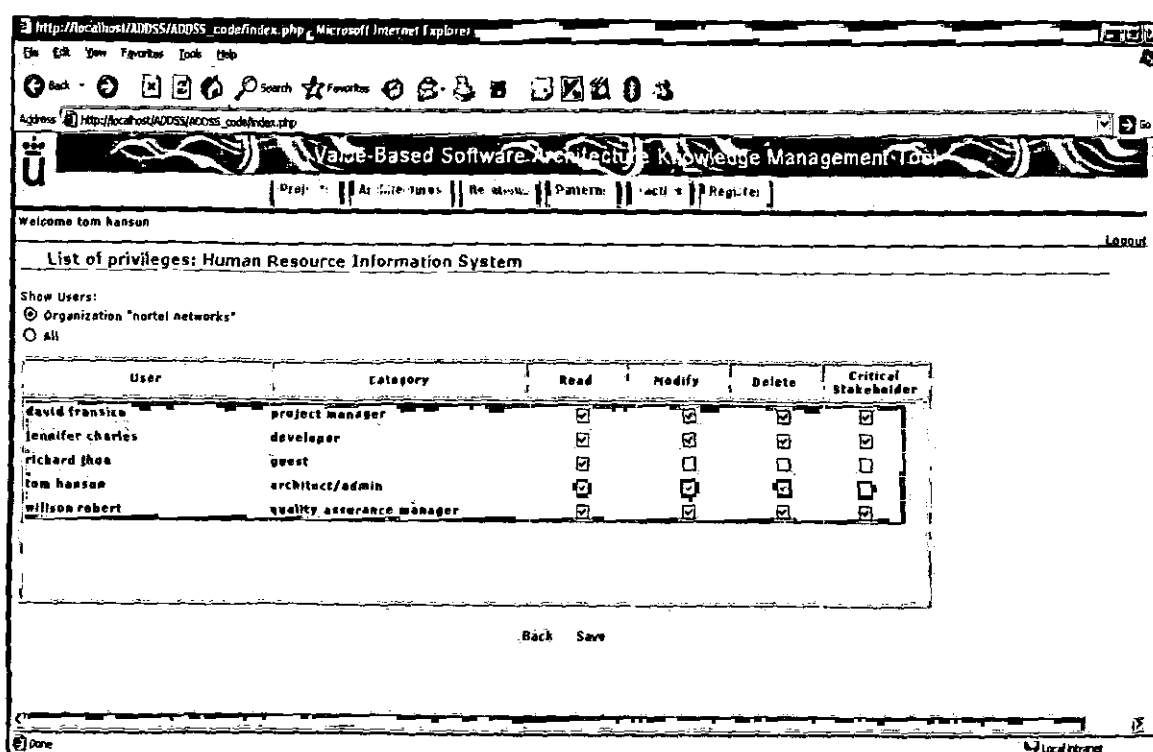 http://localhost/ADDSS/ADDSS_code/index.php - Microsoft Internet Explorer
File Edit View Favorites Tools Help
Back Search Favorites
Address http://localhost/ADDSS/ADDSS_code/index.php Go
ü Value-Based Software Architecture Knowledge Management Tool
Register
Welcome tom hansun
Logout
List of privileges: Human Resource Information System
Show Users:
Organization "nortel networks"
All
User Category Read Modify Delete Critical Stakeholder
david project manager
jennifer charles developer
richard guest
tom hansun architect/admin
willson robert quality assurance manager
Back Save
Done Local intranet